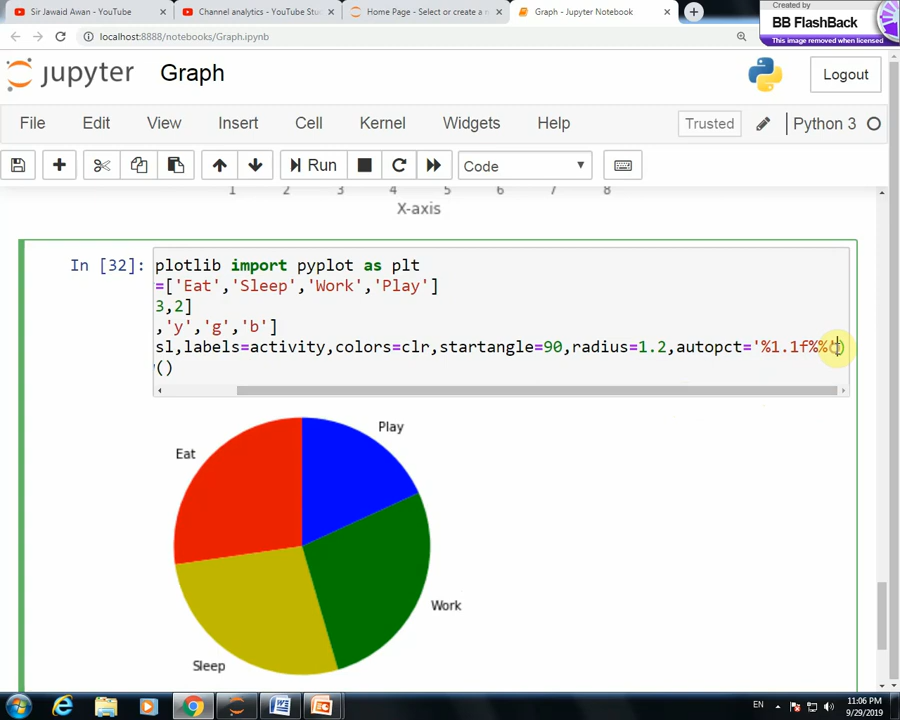 Sir Jawaid Awan - YouTube
Channel analytics - YouTube Stu
Home Page - Select or create a n
Graph - Jupyter Notebook
Created by
BB FlashBack
This image removed when licensed
localhost:8888/notebooks/Graph.ipynb
jupyter
Graph
Logout
File
Edit
View
Insert
Cell
Kernel
Widgets
Help
Trusted
Python 3
Run
Code
1 2 3 4 5 6 7 8
X-axis
In [32]:
plotlib import pyplot as plt
=['Eat','Sleep','Work','Play']
3,2]
,'y','g','b']
sl,labels=activity,colors=clr,startangle=90,radius=1.2,autopct='%1.1f%%')
()
Play
Eat
Work
Sleep
EN
11:06 PM
9/29/2019